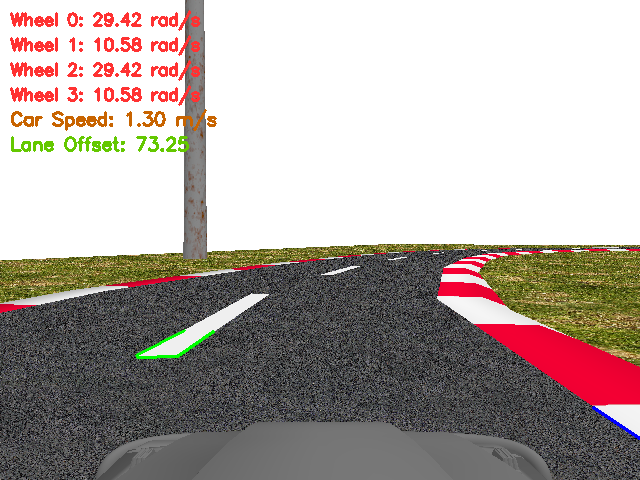 Wheel 0: 29.42 rad/s
Wheel 1: 10.58 rad/s
Wheel 2: 29.42 rad/s
Wheel 3: 10.58 rad/s
Car Speed: 1.30 m/s
Lane Offset: 73.25